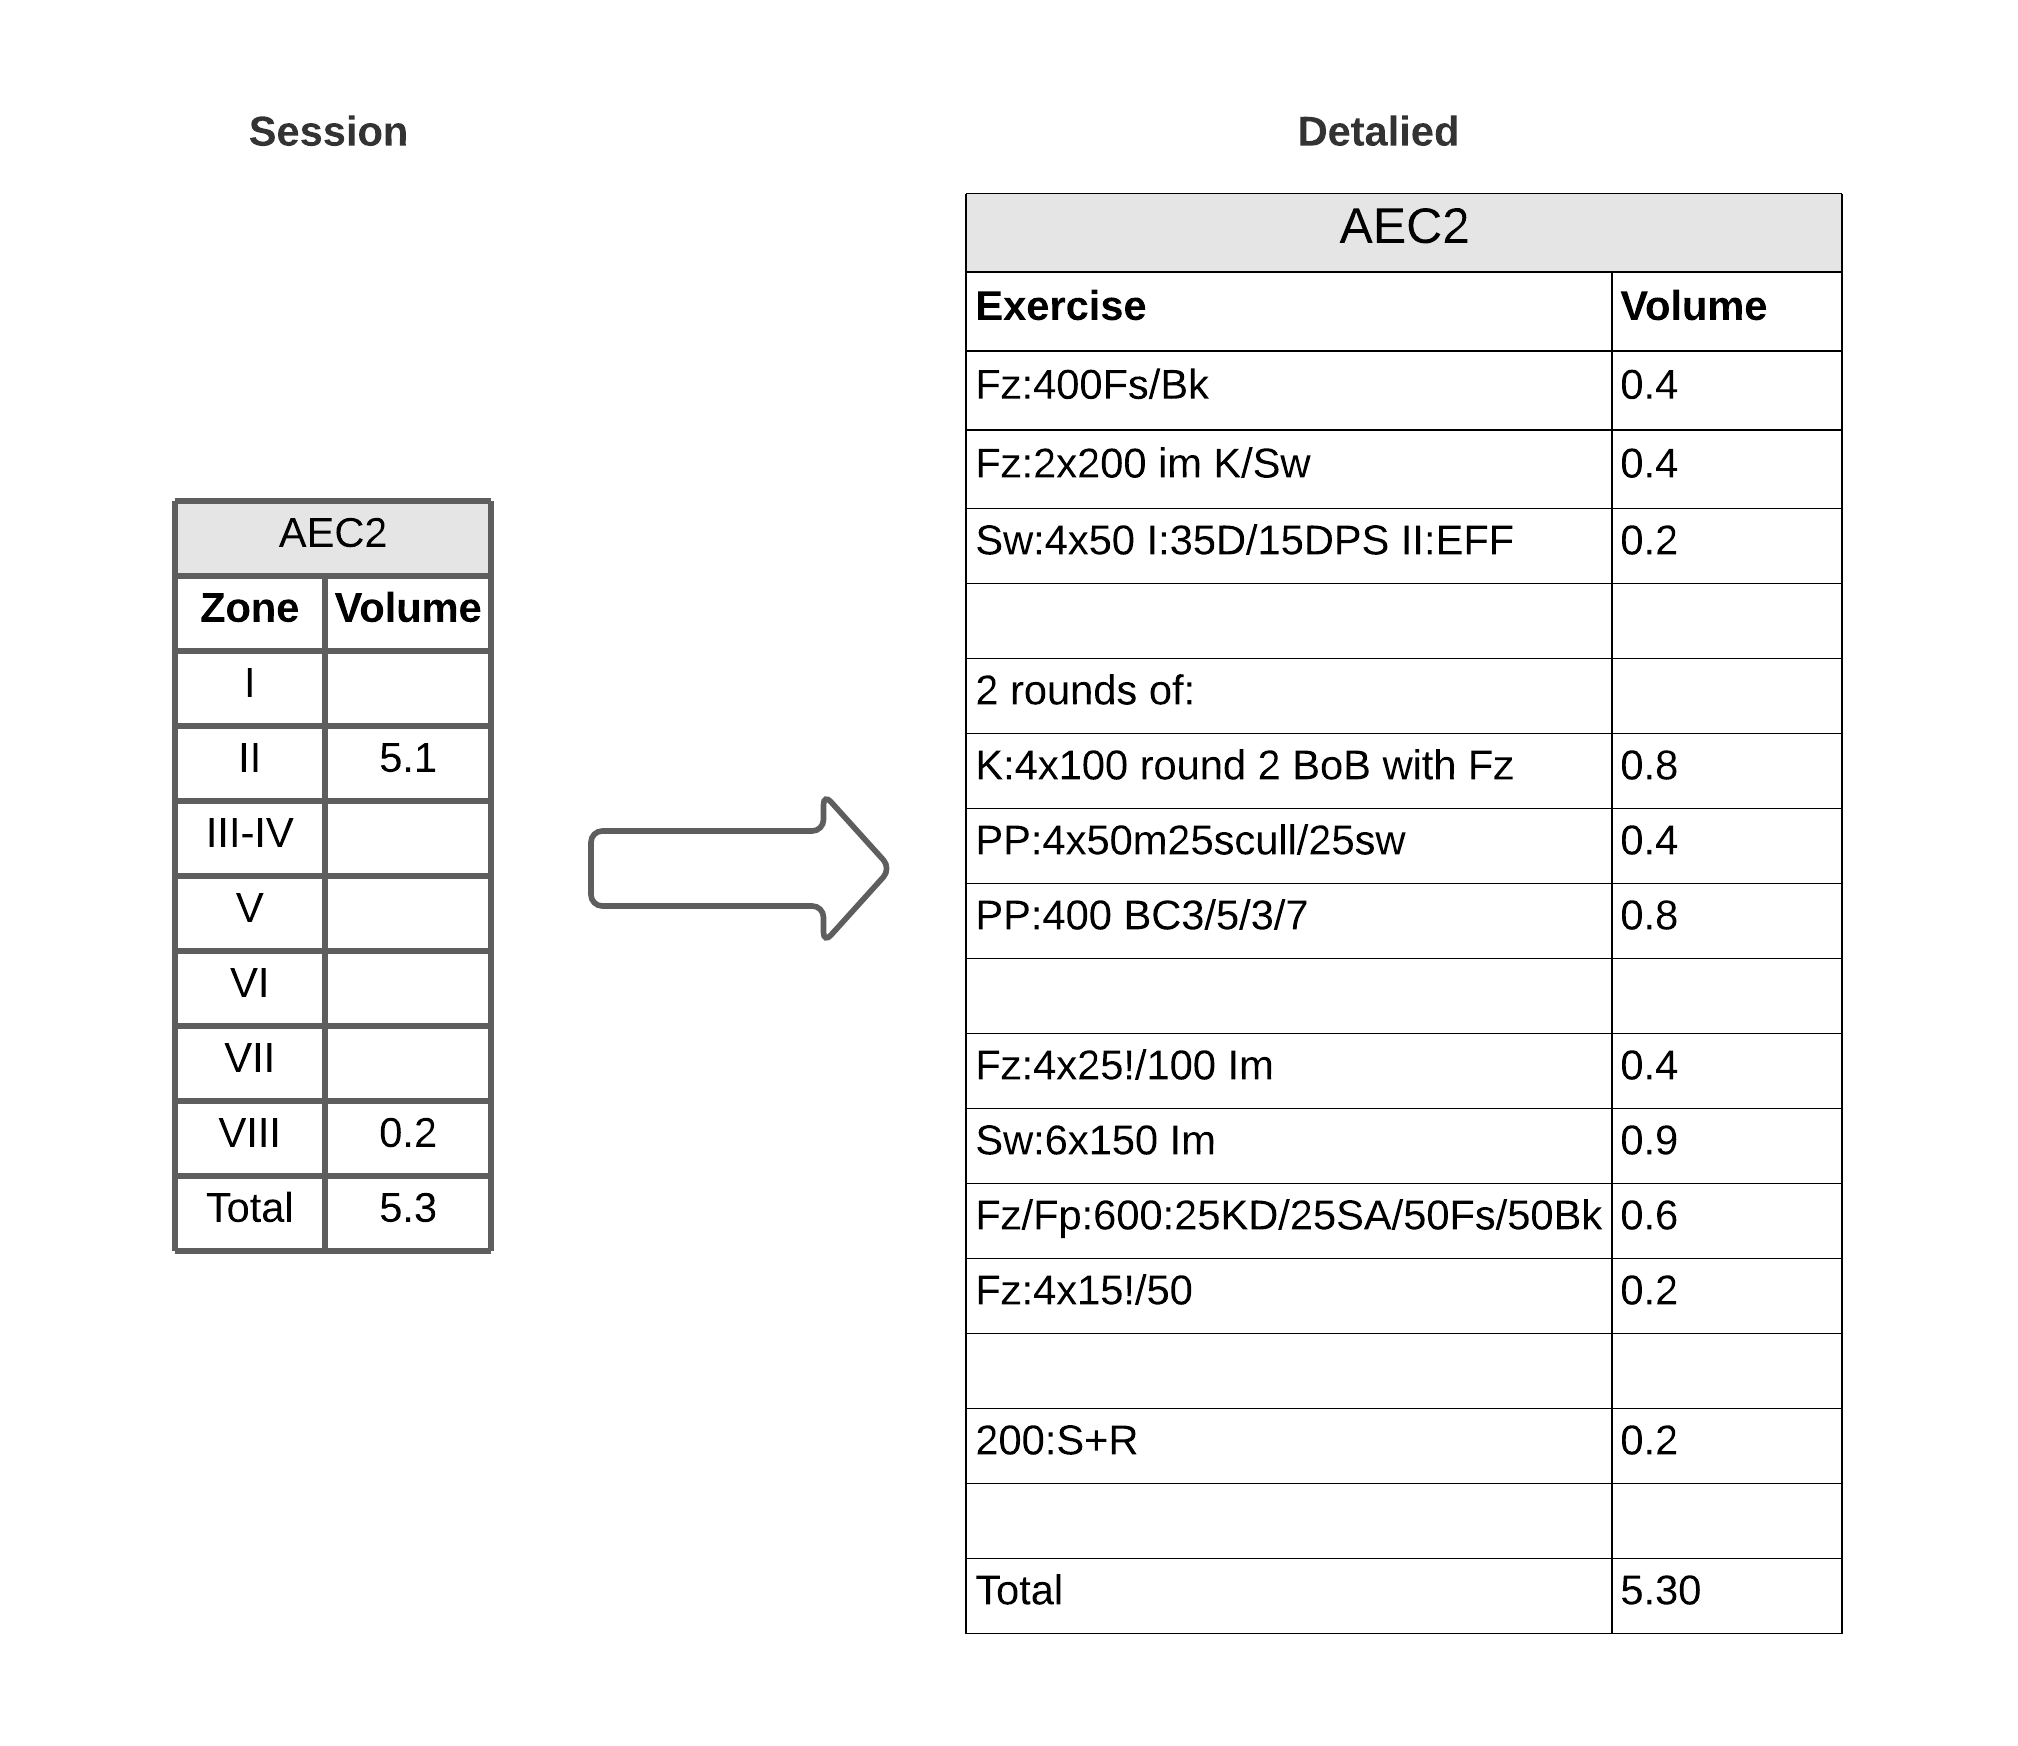 Session
AEC2
Zone Volume
I
II 5.1
III-IV
V
VI
VII
VIII 0.2
Total 5.3
Detalied
AEC2
Exercise Volume
Fz:400Fs/Bk 0.4
Fz:2x200 im K/Sw 0.4
Sw:4x50 I:35D/15DPS II:EFF 0.2
2 rounds of:
K:4x100 round 2 BoB with Fz 0.8
PP:4x50m25scull/25sw 0.4
PP:400 BC3/5/3/7 0.8
Fz:4x25!/100 Im 0.4
Sw:6x150 Im 0.9
Fz/Fp:600:25KD/25SA/50Fs/50Bk 0.6
Fz:4x15!/50 0.2
200:S+R 0.2
Total 5.30